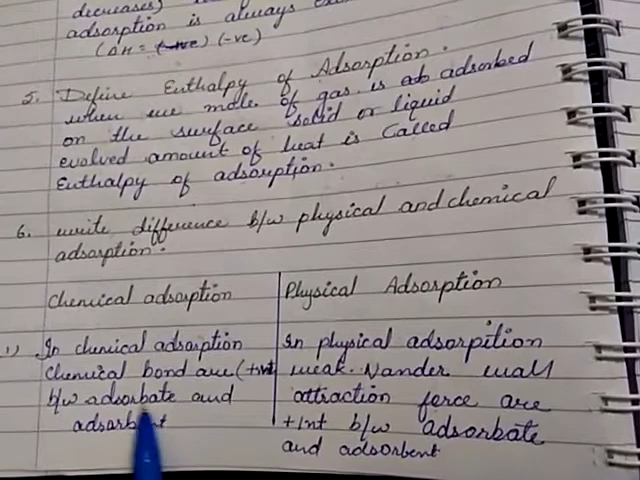 decreases)
adsorption is always
(ΔH = (-ve)
5. Define Enthalpy of Adsorption.
when one mole of gas is adsorbed
on the surface solid or liquid
evolved amount of heat is called
Enthalpy of adsorption.
6. write difference b/w physical and chemical
adsorption.
Chemical adsorption | Physical Adsorption
1) In chemical adsorption
chemical bond are (+nt
b/w adsorbate and
adsorbent
In physical adsorpition
weak. Vander wall
attraction force are
+Int b/w adsorbate
and adsorbent